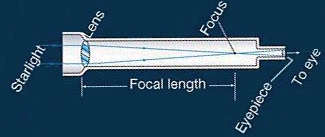 Starlight
Lens
Focal length
Focus
Eyepiece
To eye